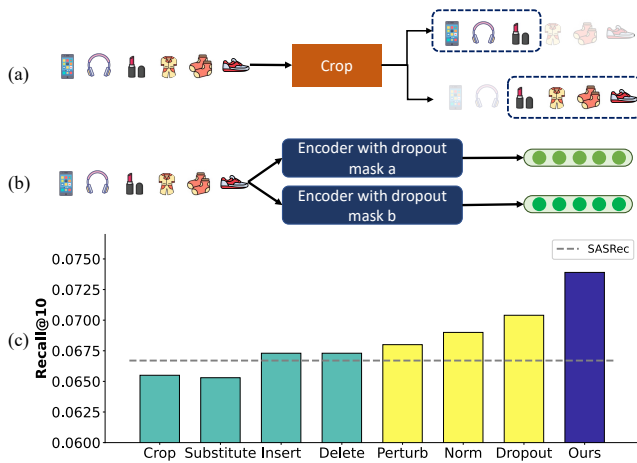 (a)
Crop
(b)
Encoder with dropout
mask a
Encoder with dropout
mask b
(c)
Recall@10
0.0750
0.0725
0.0700
0.0675
0.0650
0.0625
0.0600
SASRec
Crop Substitute Insert Delete Perturb Norm Dropout Ours